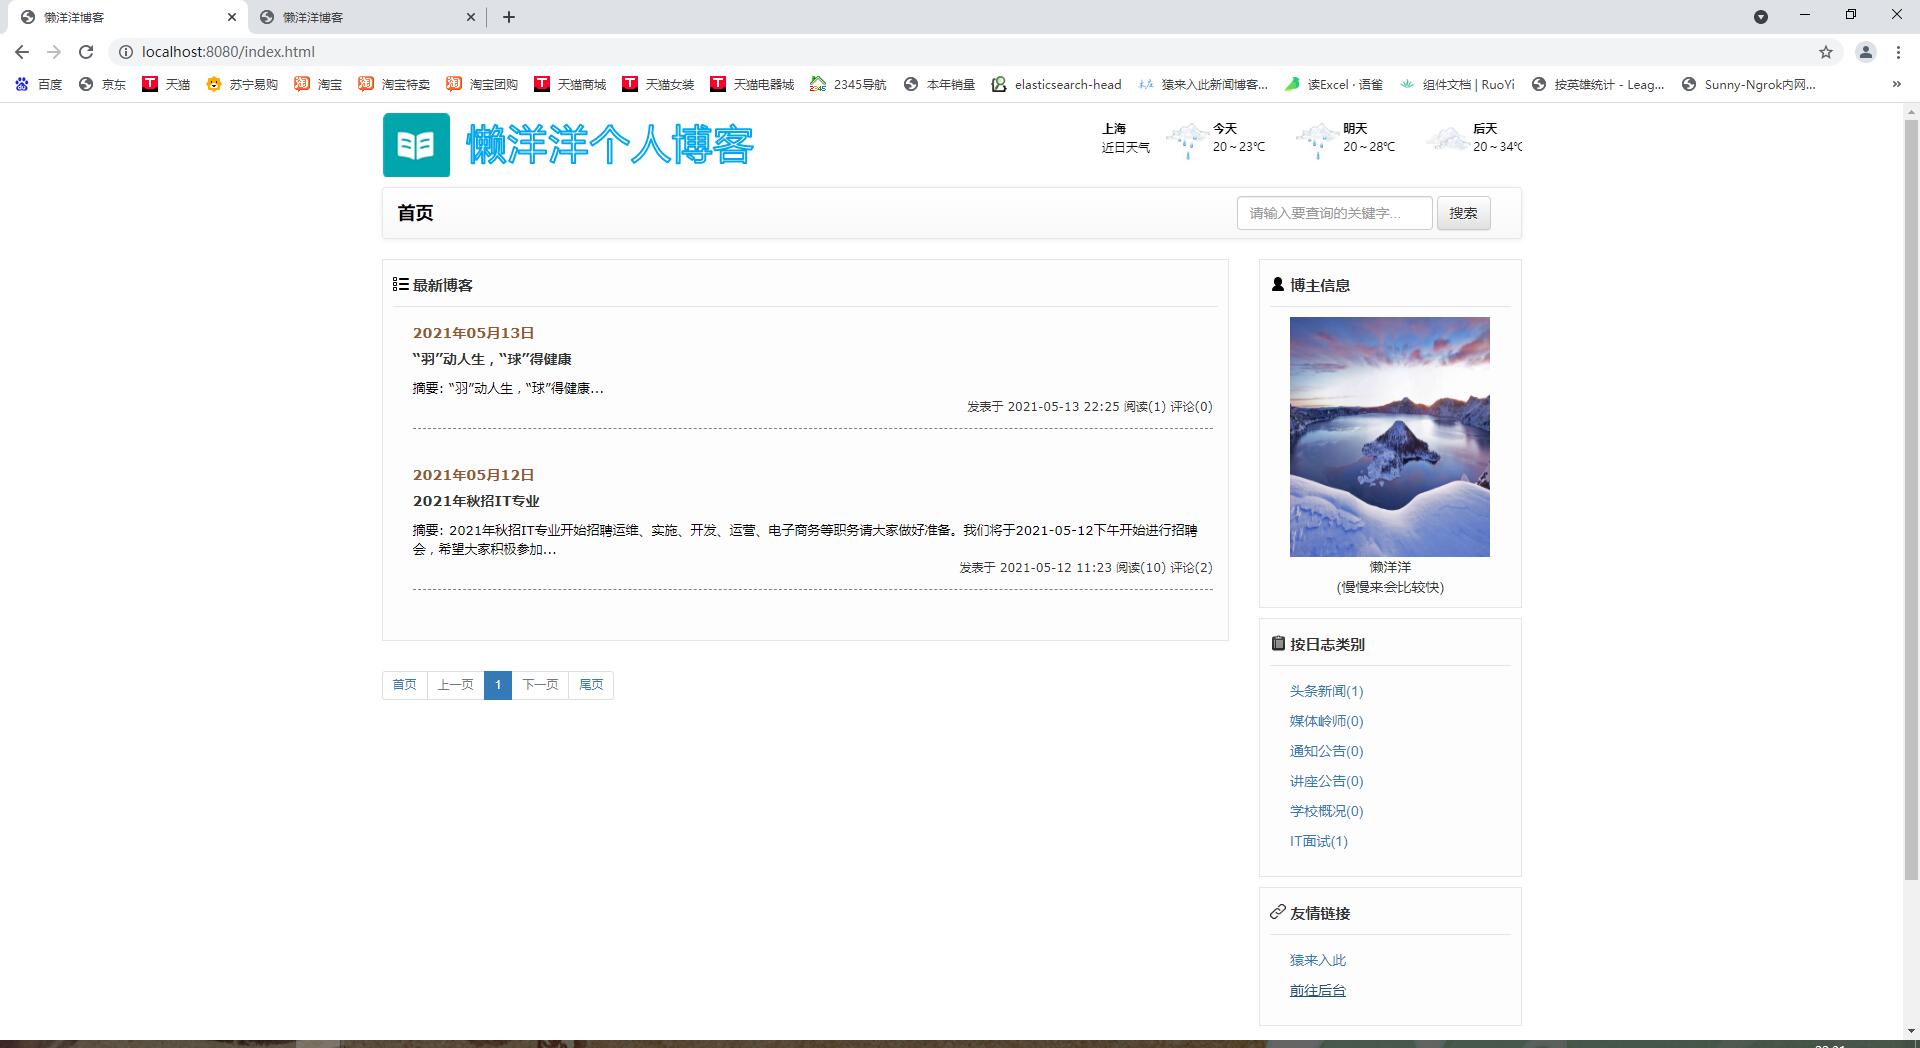 懒洋洋博客
懒洋洋博客
localhost:8080/index.html
百度 京东 天猫 苏宁易购 淘宝 淘宝特卖 淘宝团购 天猫商城 天猫女装 天猫电器城 2345导航 本年销量 elasticsearch-head 猿来入此新闻博客... 读Excel · 语雀 组件文档 | RuoYi 按英雄统计 - Leag... Sunny-Ngrok内网... »
懒洋洋个人博客
上海 今天 明天 后天
近日天气 20～23℃ 20～28℃ 20～34℃
首页 请输入要查询的关键字... 搜索
最新博客
2021年05月13日
“羽”动人生，“球”得健康
摘要: “羽”动人生，“球”得健康...
发表于 2021-05-13 22:25 阅读(1) 评论(0)
2021年05月12日
2021年秋招IT专业
摘要: 2021年秋招IT专业开始招聘运维、实施、开发、运营、电子商务等职务请大家做好准备。我们将于2021-05-12下午开始进行招聘
会，希望大家积极参加...
发表于 2021-05-12 11:23 阅读(10) 评论(2)
首页 上一页 1 下一页 尾页
博主信息
懒洋洋
(慢慢来会比较快)
按日志类别
头条新闻(1)
媒体岭师(0)
通知公告(0)
讲座公告(0)
学校概况(0)
IT面试(1)
友情链接
猿来入此
前往后台